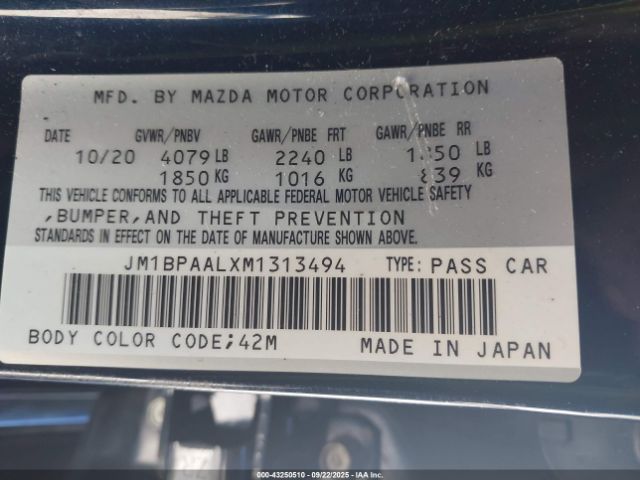 MFD. BY MAZDA MOTOR CORPORATION
DATE GVWR/PNBV GAWR/PNBE FRT GAWR/PNBE RR
10/20 4079 LB 2240 LB LB
1850 KG 1016 KG 839 KG
THIS VEHICLE CONFORMS TO ALL APPLICABLE FEDERAL MOTOR VEHICLE SAFETY
,BUMPER,AND THEFT PREVENTION
STANDARDS IN EFFECT ON THE DATE OF MANUFACTURE SHOWN ABOVE.
JM1BPAALXM1313494 TYPE: PASS CAR
BODY COLOR CODE;42M MADE IN JAPAN
000-43250510 - 09/22/2025 - IAA Inc.